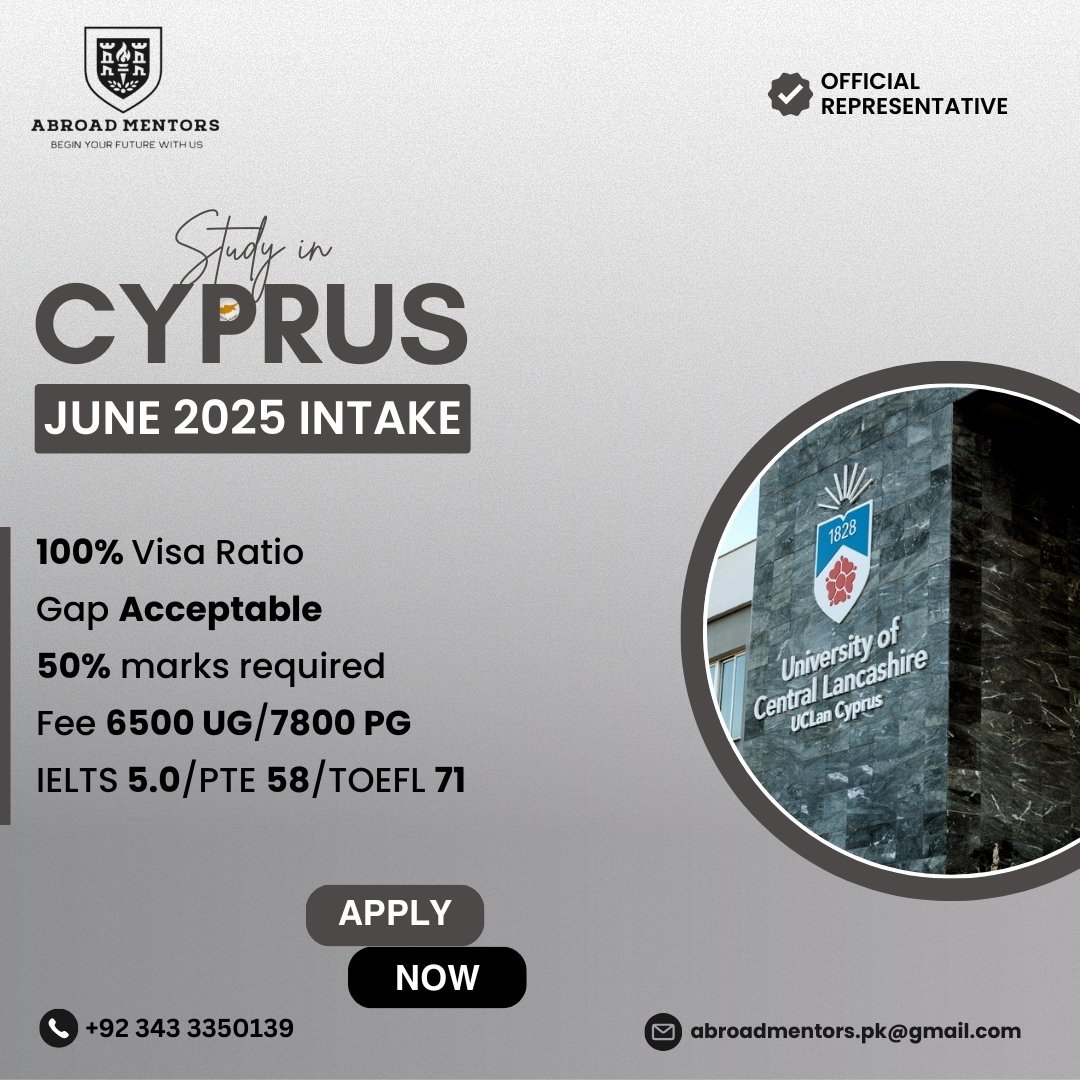 ABROAD MENTORS
BEGIN YOUR FUTURE WITH US
OFFICIAL
REPRESENTATIVE
Study in
CYPRUS
JUNE 2025 INTAKE
100% Visa Ratio
Gap Acceptable
50% marks required
Fee 6500 UG/7800 PG
IELTS 5.0/PTE 58/TOEFL 71
1828
University of
Central Lancashire
UCLan Cyprus
APPLY
NOW
+92 343 3350139
abroadmentors.pk@gmail.com